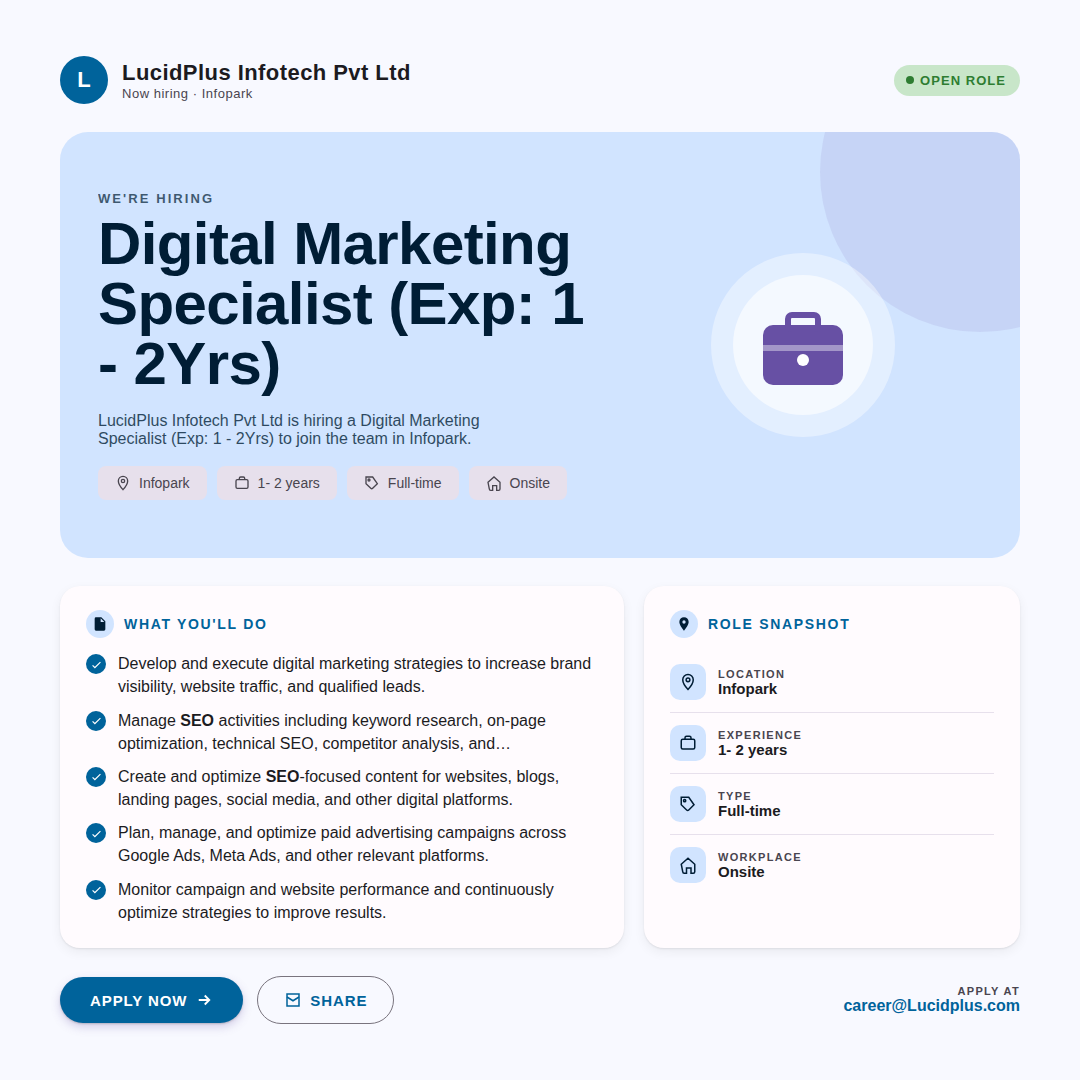 L
LucidPlus Infotech Pvt Ltd
Now hiring · Infopark
OPEN ROLE
WE'RE HIRING
Digital Marketing
Specialist (Exp: 1
- 2Yrs)
LucidPlus Infotech Pvt Ltd is hiring a Digital Marketing
Specialist (Exp: 1 - 2Yrs) to join the team in Infopark.
Infopark
1- 2 years
Full-time
Onsite
WHAT YOU'LL DO
Develop and execute digital marketing strategies to increase brand
visibility, website traffic, and qualified leads.
Manage SEO activities including keyword research, on-page
optimization, technical SEO, competitor analysis, and…
Create and optimize SEO-focused content for websites, blogs,
landing pages, social media, and other digital platforms.
Plan, manage, and optimize paid advertising campaigns across
Google Ads, Meta Ads, and other relevant platforms.
Monitor campaign and website performance and continuously
optimize strategies to improve results.
ROLE SNAPSHOT
LOCATION
Infopark
EXPERIENCE
1- 2 years
TYPE
Full-time
WORKPLACE
Onsite
APPLY NOW
SHARE
APPLY AT
career@Lucidplus.com